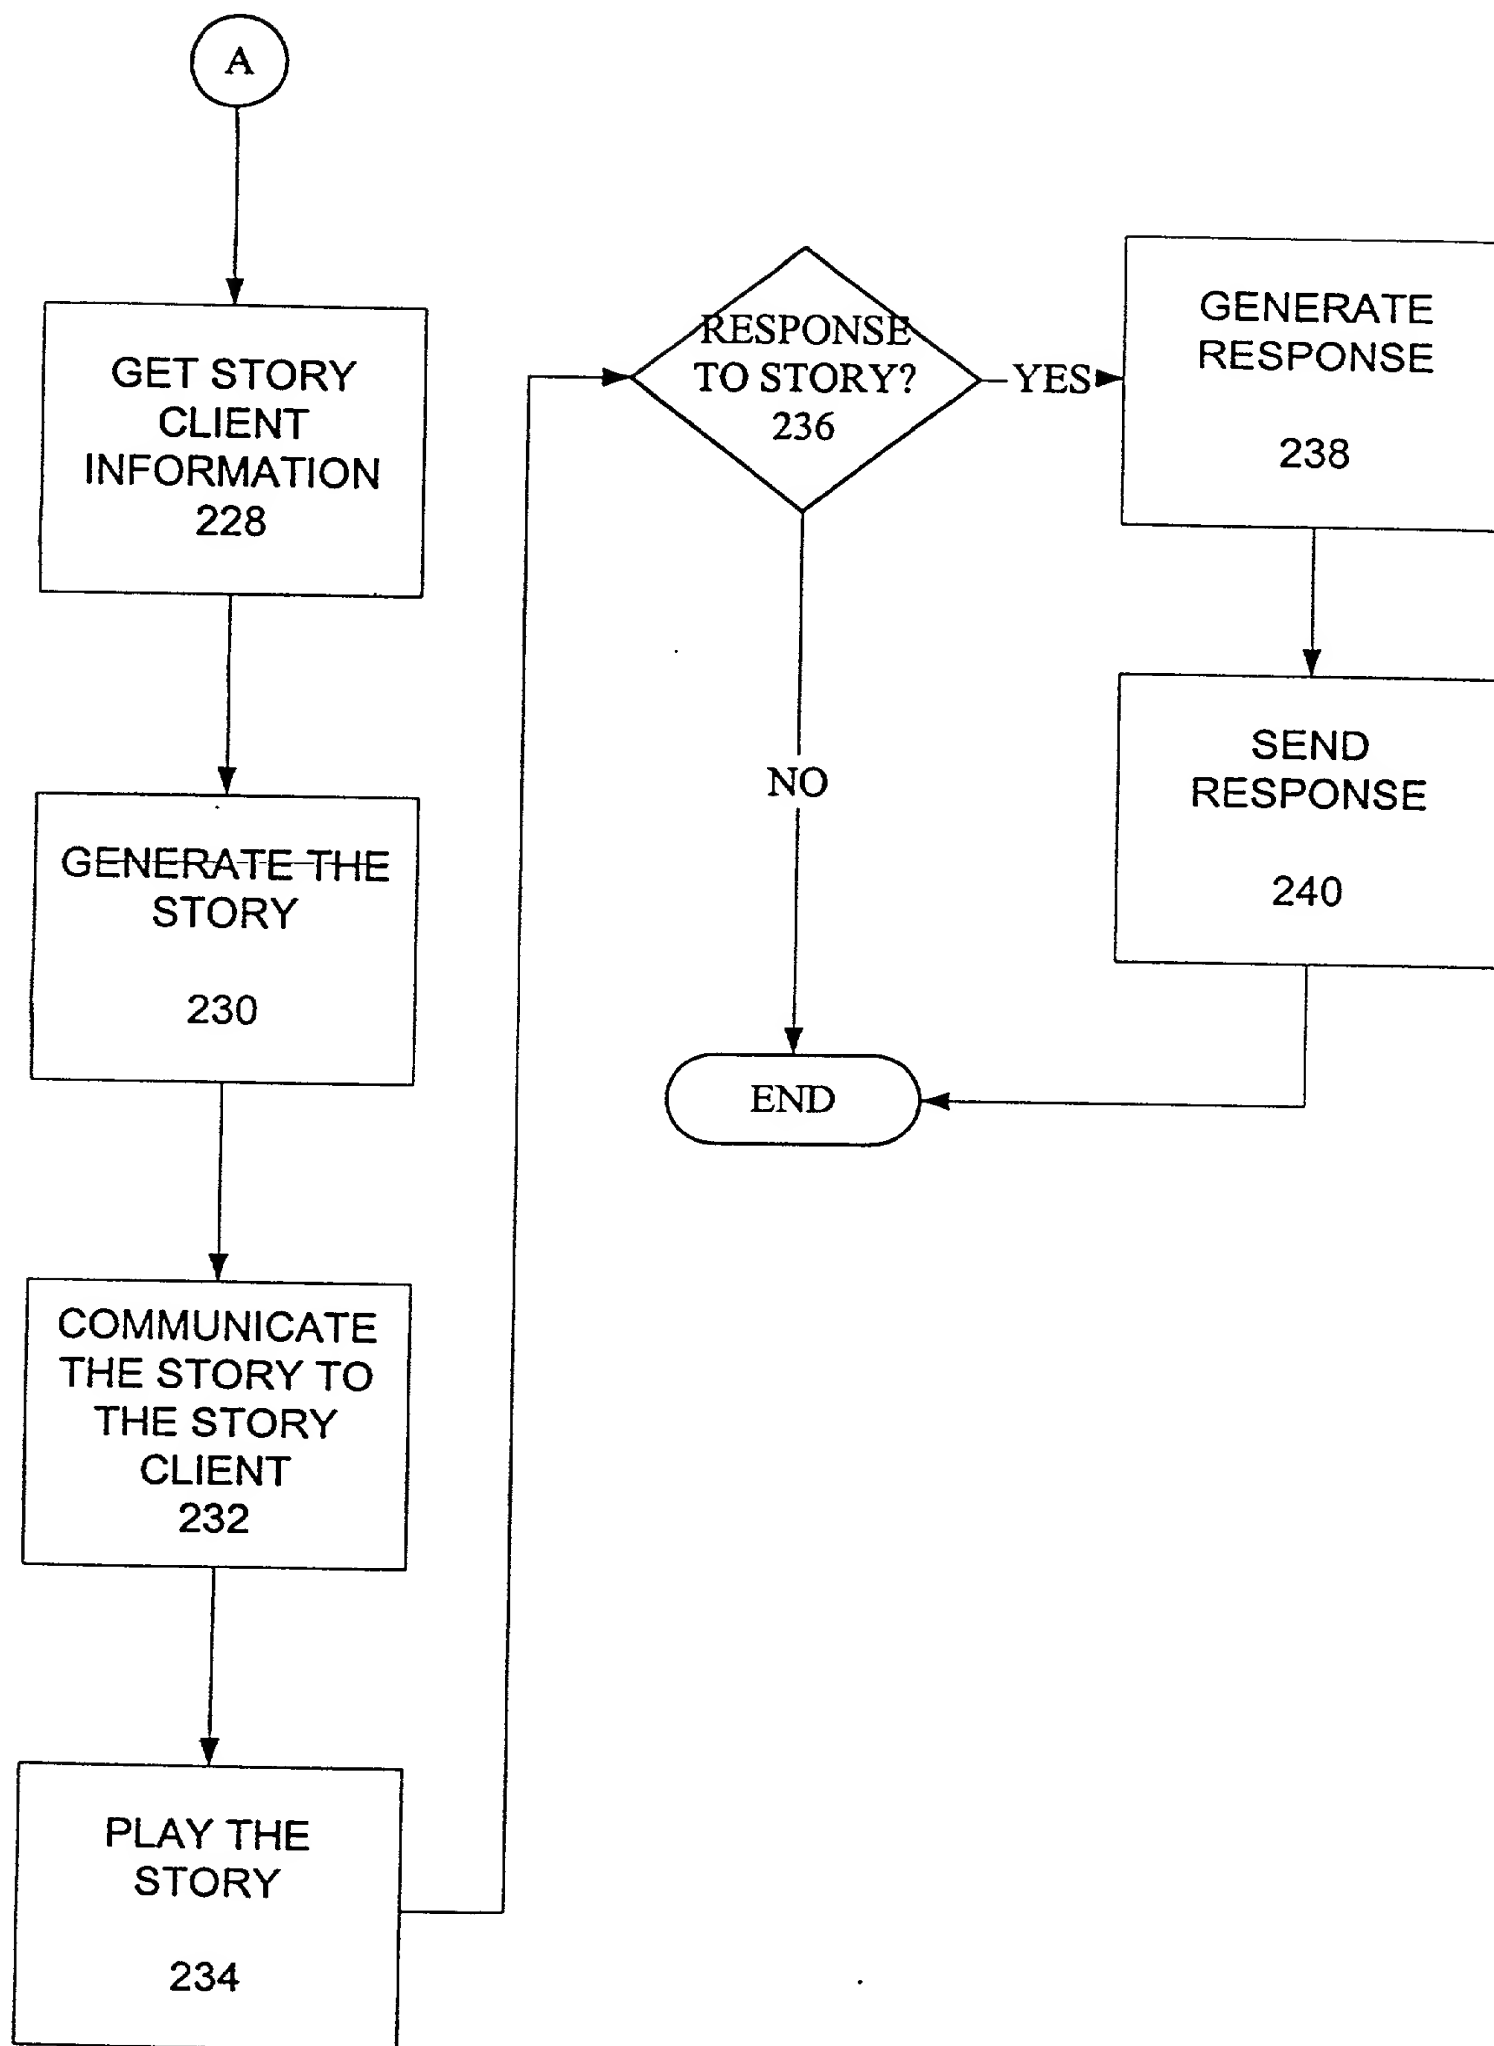 A
GET STORY
CLIENT
INFORMATION
228
GENERATE THE
STORY
230
COMMUNICATE
THE STORY TO
THE STORY
CLIENT
232
PLAY THE
STORY
234
RESPONSE
TO STORY?
236
YES
NO
END
GENERATE
RESPONSE
238
SEND
RESPONSE
240